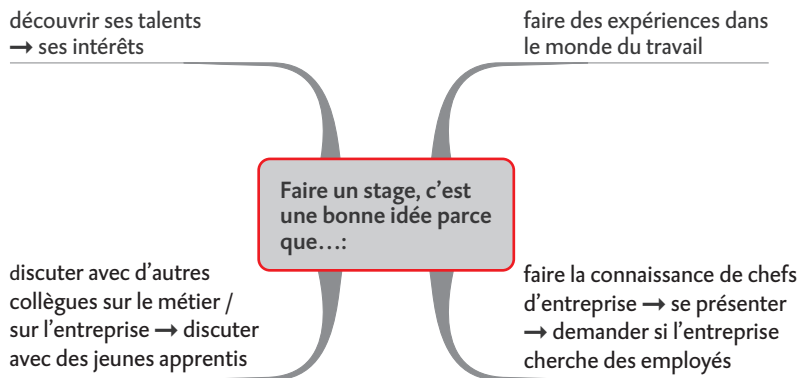 découvrir ses talents
→ ses intérêts
faire des expériences dans
le monde du travail
Faire un stage, c’est
une bonne idée parce
que…:
discuter avec d’autres
collègues sur le métier /
sur l’entreprise → discuter
avec des jeunes apprentis
faire la connaissance de chefs
d’entreprise → se présenter
→ demander si l’entreprise
cherche des employés